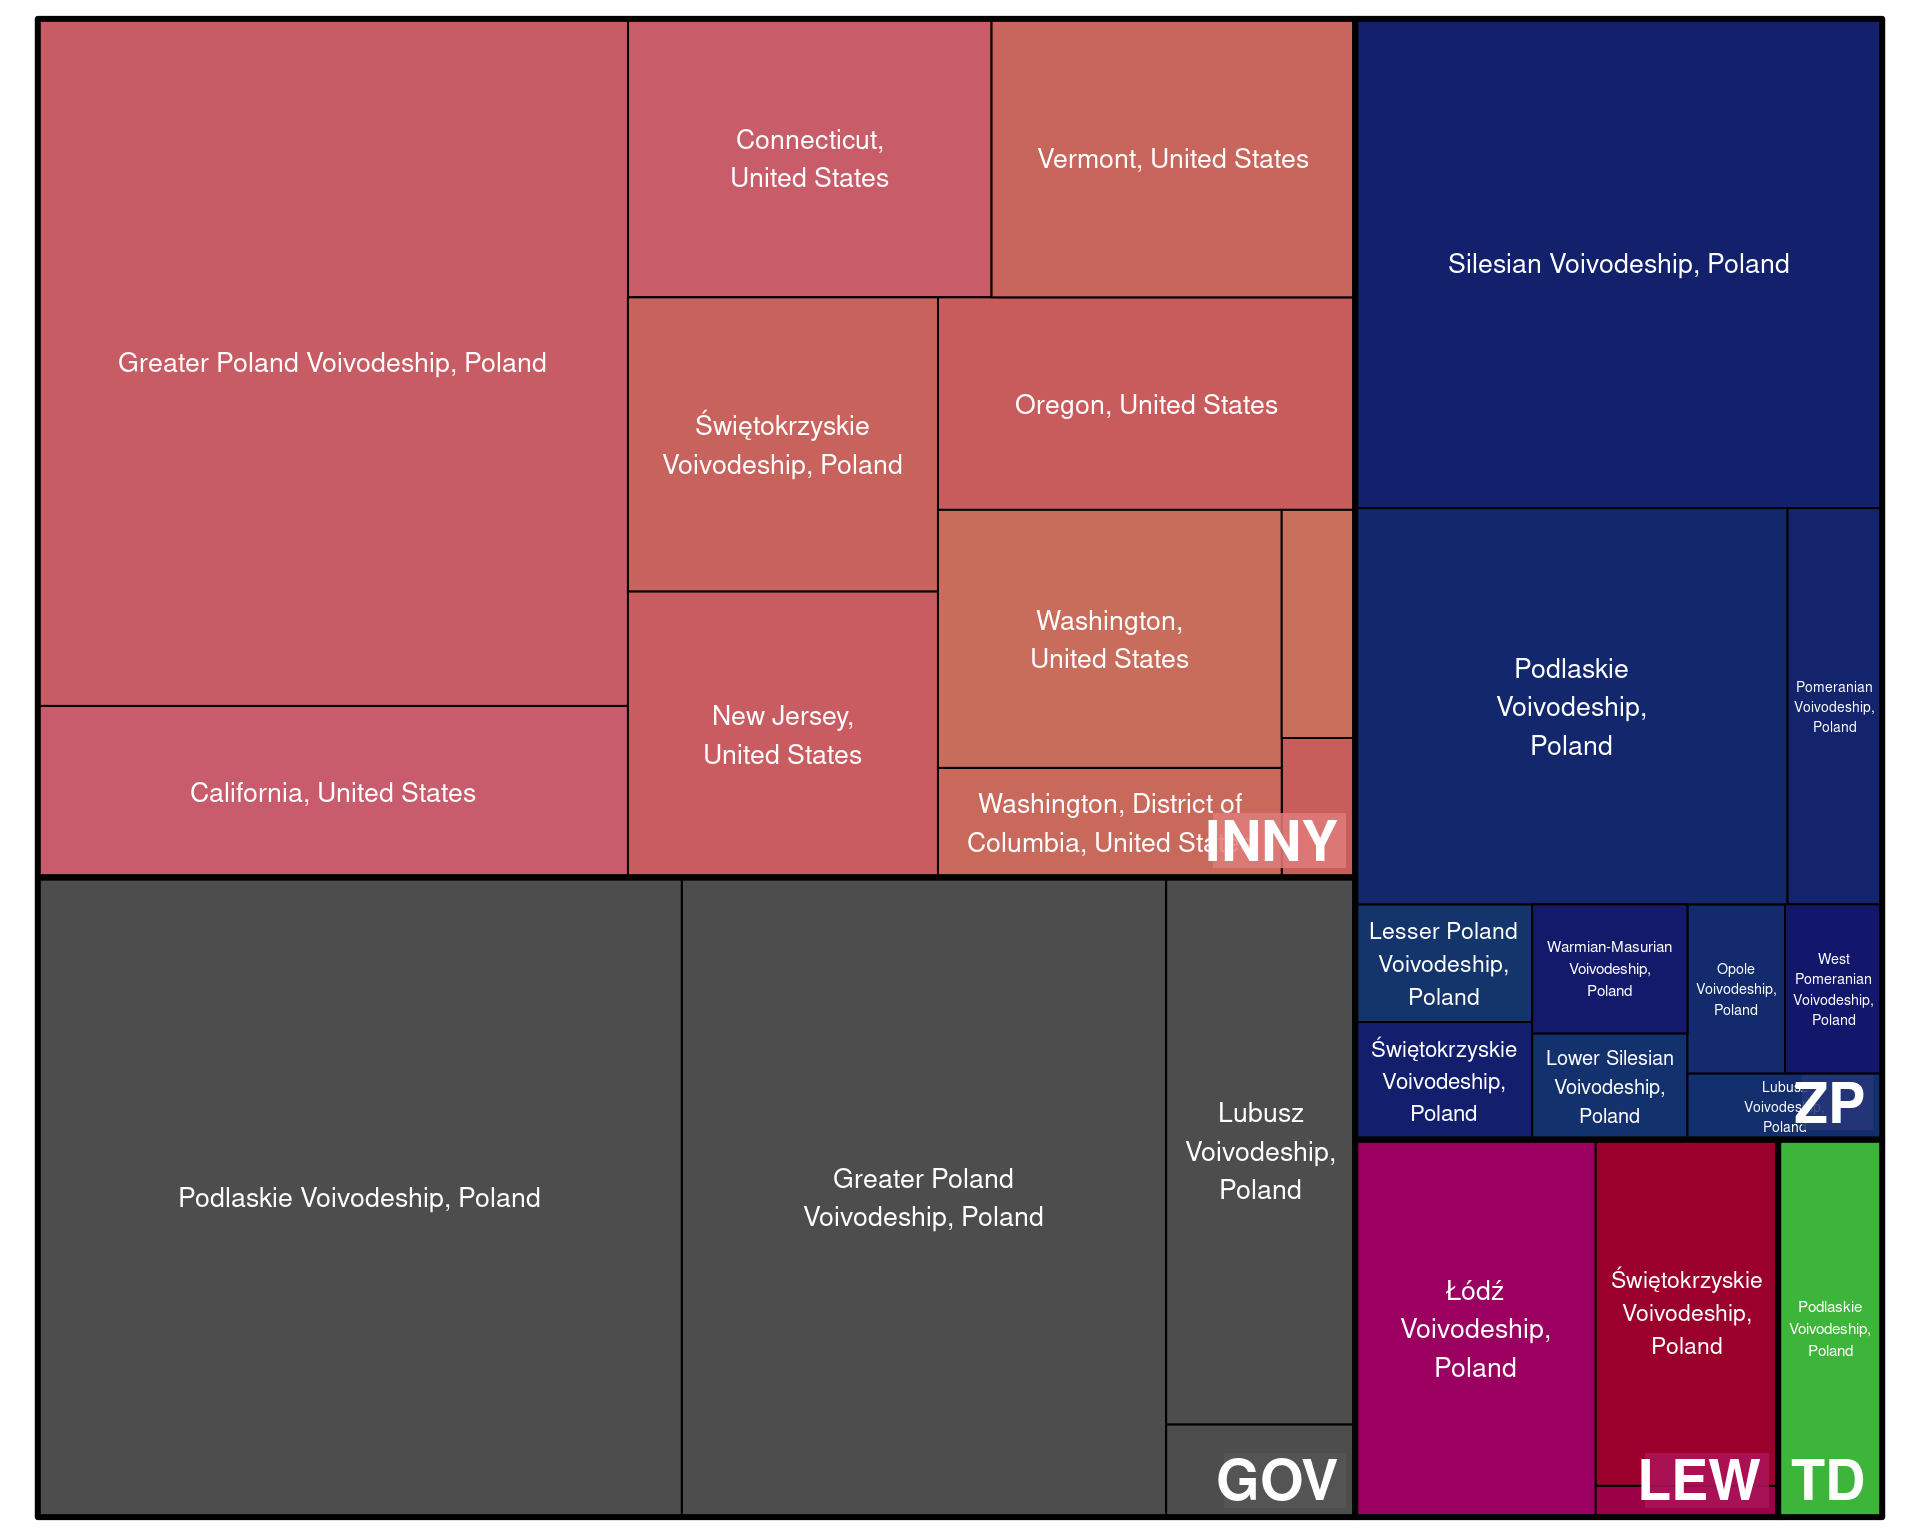 Greater Poland Voivodeship, Poland
California, United States
Connecticut,
United States
Vermont, United States
Świętokrzyskie
Voivodeship, Poland
Oregon, United States
New Jersey,
United States
Washington,
United States
Washington, District of
Columbia, United Sta
INNY
Podlaskie Voivodeship, Poland
Greater Poland
Voivodeship, Poland
Lubusz
Voivodeship,
Poland
GOV
Silesian Voivodeship, Poland
Podlaskie
Voivodeship,
Poland
Pomeranian
Voivodeship,
Poland
Lesser Poland
Voivodeship,
Poland
Świętokrzyskie
Voivodeship,
Poland
Warmian-Masurian
Voivodeship,
Poland
Lower Silesian
Voivodeship,
Poland
Opole
Voivodeship,
Poland
West
Pomeranian
Voivodeship,
Poland
Lubusz
Voivodeship,
Poland
ZP
Łódź
Voivodeship,
Poland
Świętokrzyskie
Voivodeship,
Poland
LEW
Podlaskie
Voivodeship,
Poland
TD